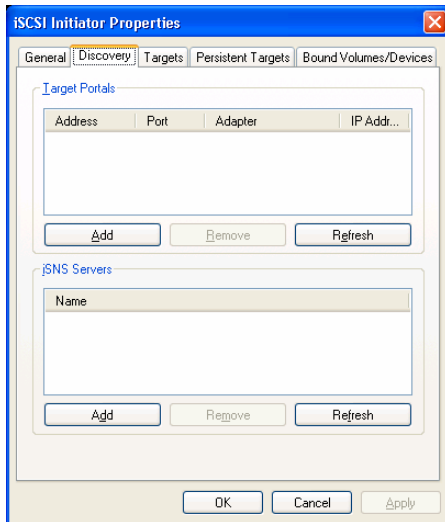 iSCSI Initiator Properties
General Discovery Targets Persistent Targets Bound Volumes/Devices
Target Portals
Address Port Adapter IP Addr...
Add Remove Refresh
iSNS Servers
Name
Add Remove Refresh
OK Cancel Apply